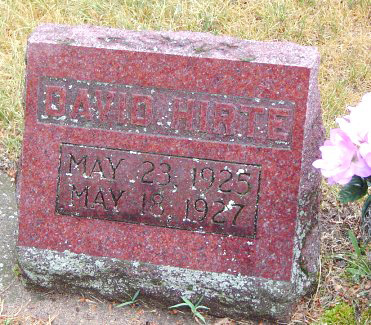 DAVID HIRTE
MAY 23, 1925
MAY 18, 1927